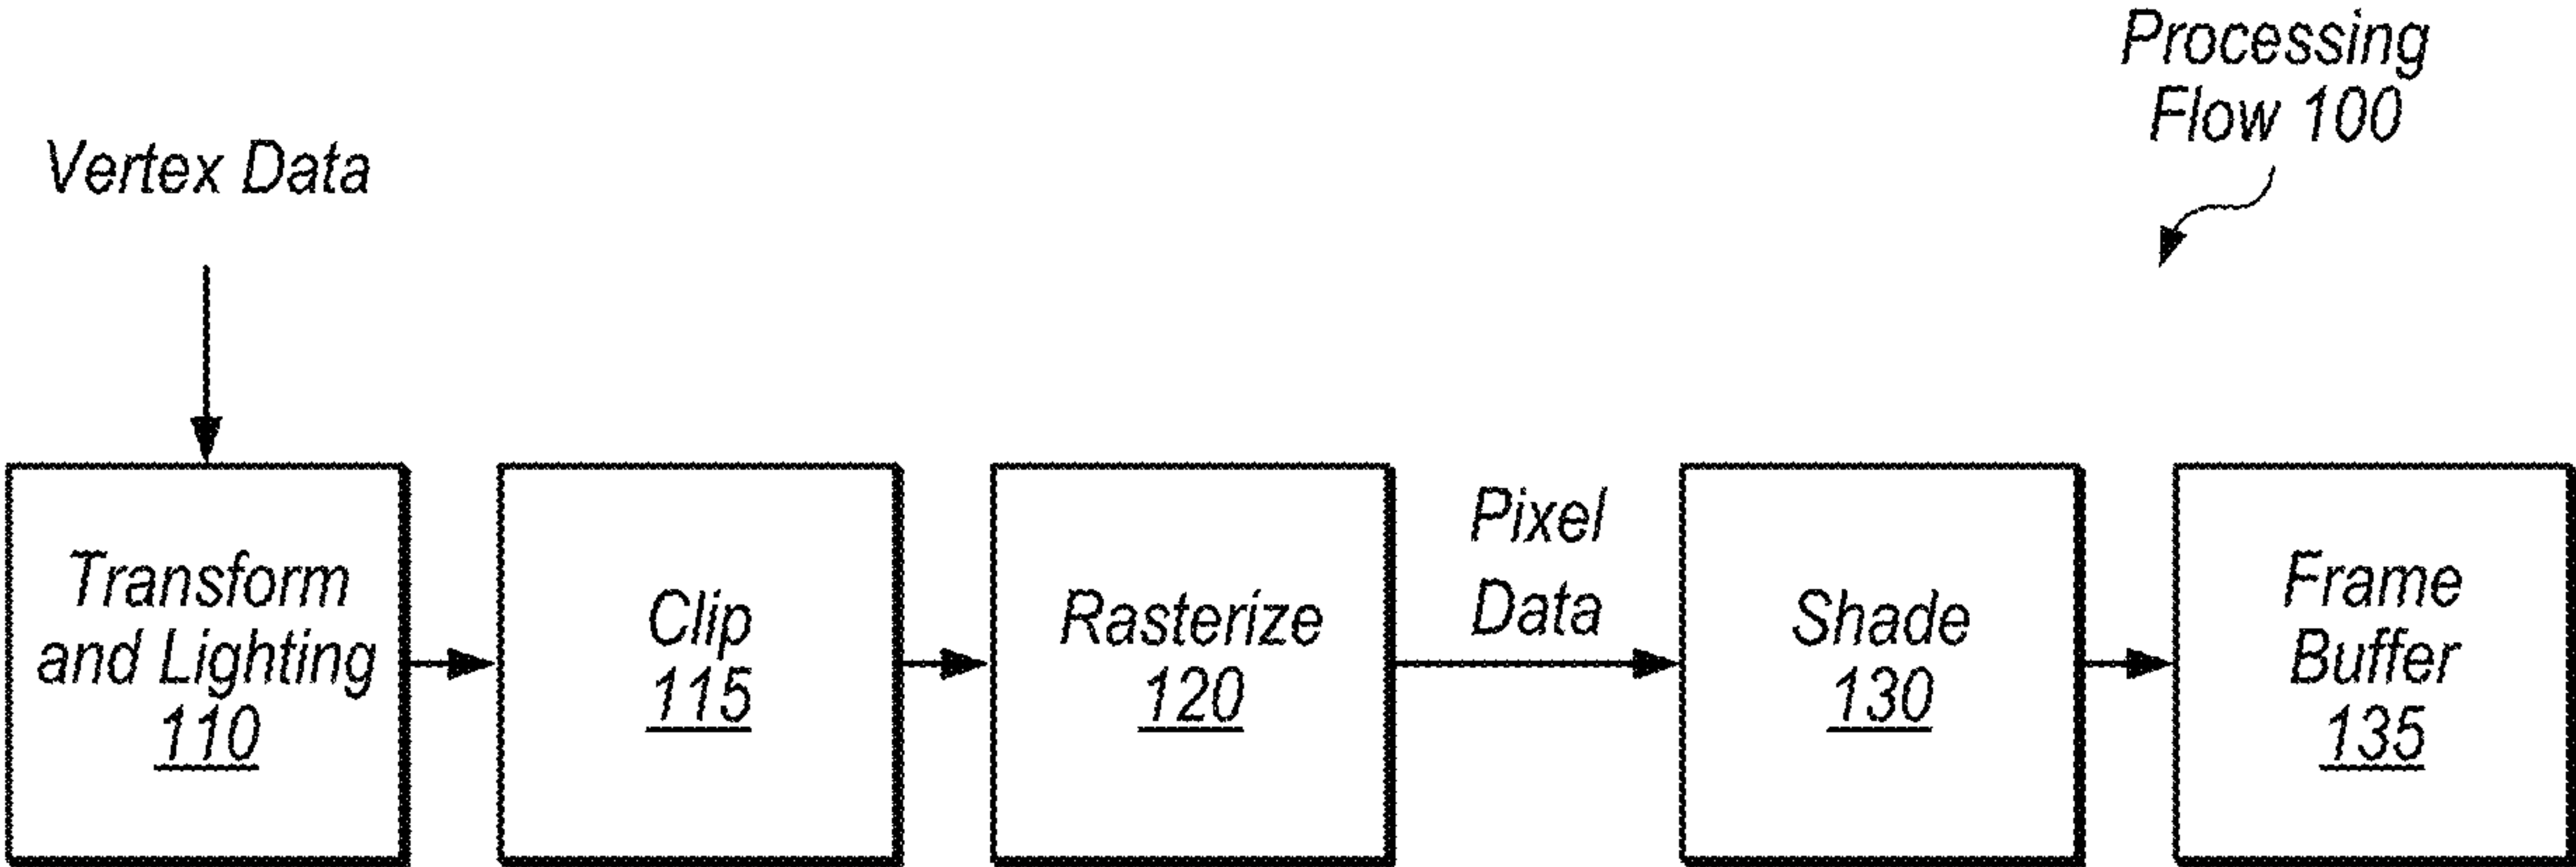 Processing
Flow 100
Vertex Data
Transform
and Lighting
110
Clip
115
Rasterize
120
Pixel
Data
Shade
130
Frame
Buffer
135